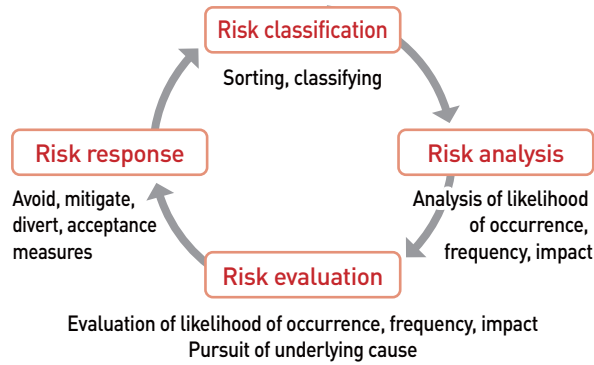 Risk classification
Sorting, classifying
Risk response
Avoid, mitigate,
divert, acceptance
measures
Risk analysis
Analysis of likelihood
of occurrence,
frequency, impact
Risk evaluation
Evaluation of likelihood of occurrence, frequency, impact
Pursuit of underlying cause